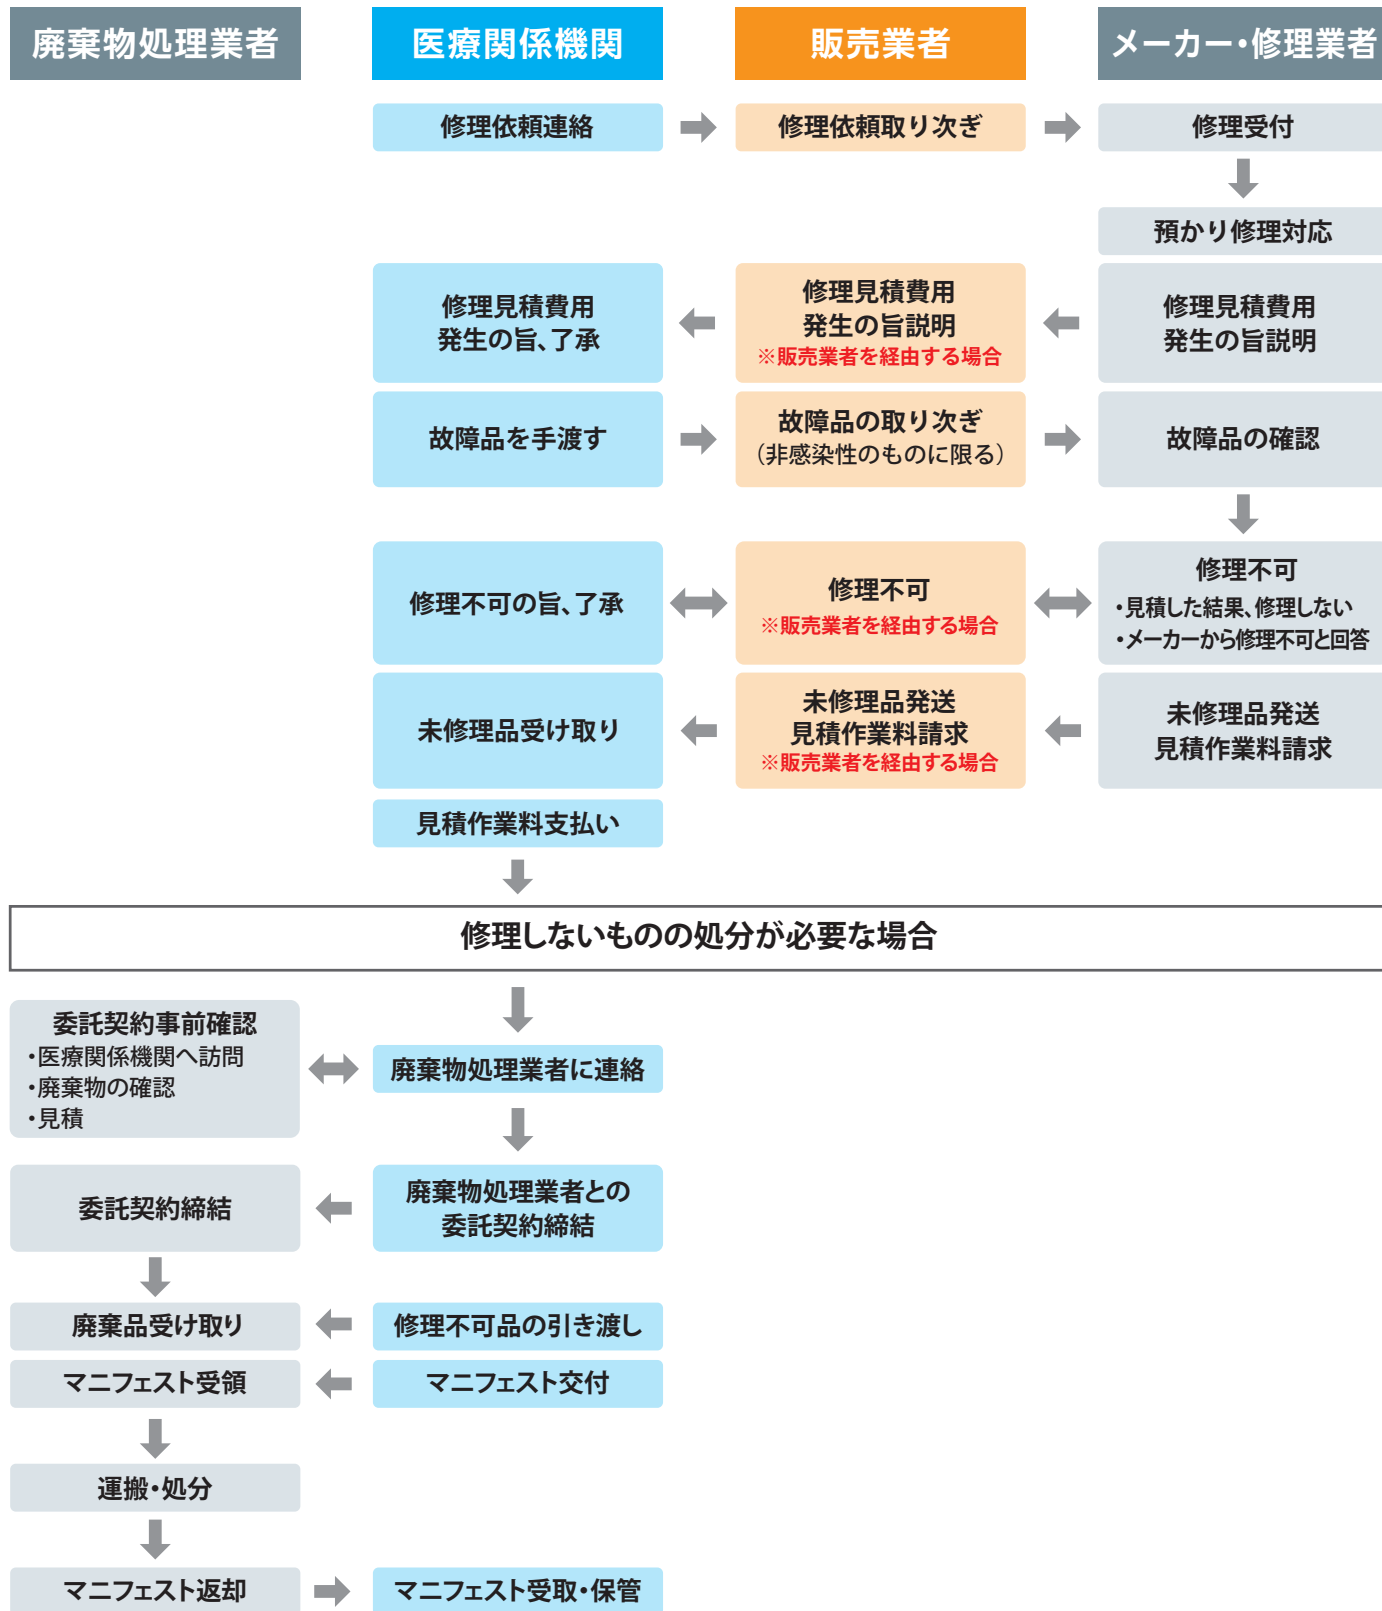 廃棄物処理業者
医療関係機関
販売業者
メーカー・修理業者
修理依頼連絡
修理依頼取り次ぎ
修理受付
預かり修理対応
修理見積費用
発生の旨、了承
修理見積費用
発生の旨説明
※販売業者を経由する場合
修理見積費用
発生の旨説明
故障品を手渡す
故障品の取り次ぎ
（非感染性のものに限る）
故障品の確認
修理不可の旨、了承
修理不可
※販売業者を経由する場合
修理不可
・見積した結果、修理しない
・メーカーから修理不可と回答
未修理品受け取り
未修理品発送
見積作業料請求
※販売業者を経由する場合
未修理品発送
見積作業料請求
見積作業料支払い
修理しないものの処分が必要な場合
委託契約事前確認
・医療関係機関へ訪問
・廃棄物の確認
・見積
廃棄物処理業者に連絡
委託契約締結
廃棄物処理業者との
委託契約締結
廃棄品受け取り
修理不可品の引き渡し
マニフェスト受領
マニフェスト交付
運搬・処分
マニフェスト返却
マニフェスト受取・保管